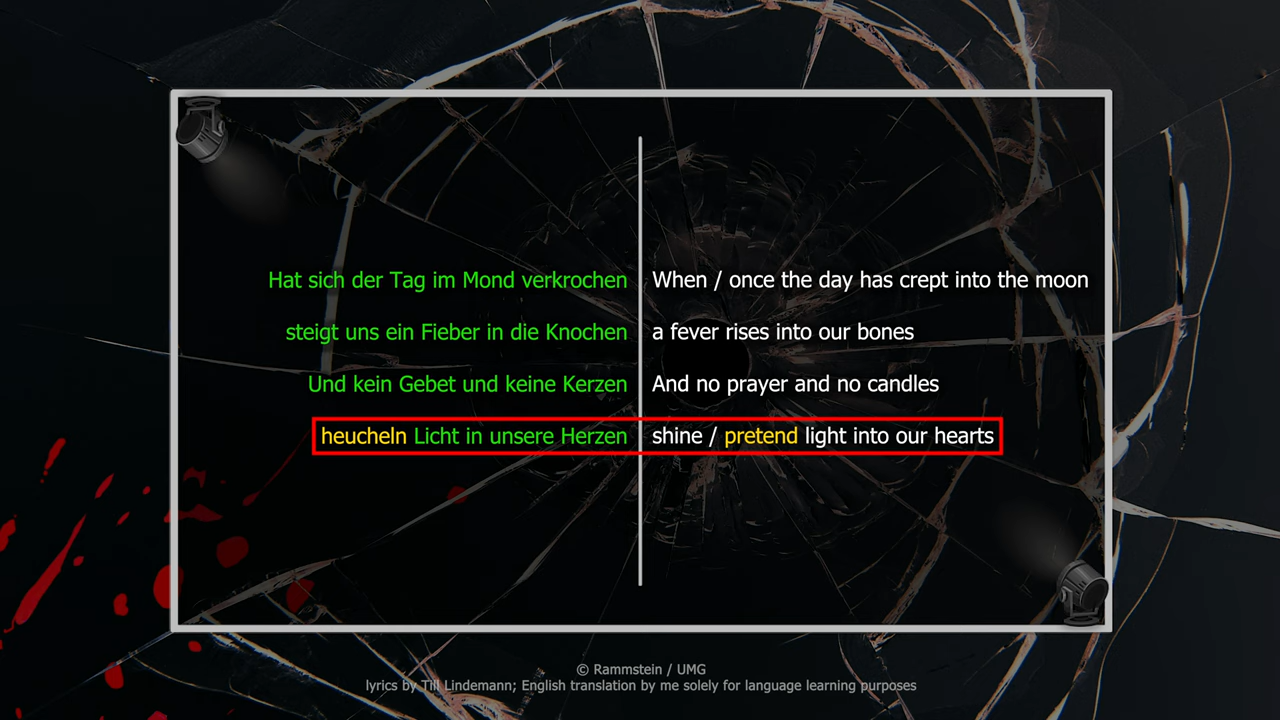 Hat sich der Tag im Mond verkrochen
When / once the day has crept into the moon
steigt uns ein Fieber in die Knochen
a fever rises into our bones
Und kein Gebet und keine Kerzen
And no prayer and no candles
heucheln Licht in unsere Herzen
shine / pretend light into our hearts
© Rammstein / UMG
lyrics by Till Lindemann; English translation by me solely for language learning purposes